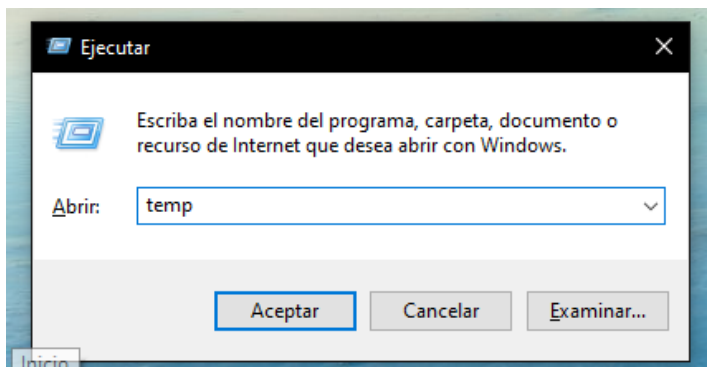 Ejecutar
Escriba el nombre del programa, carpeta, documento o
recurso de Internet que desea abrir con Windows.
Abrir: temp
Aceptar Cancelar Examinar...
Inicio